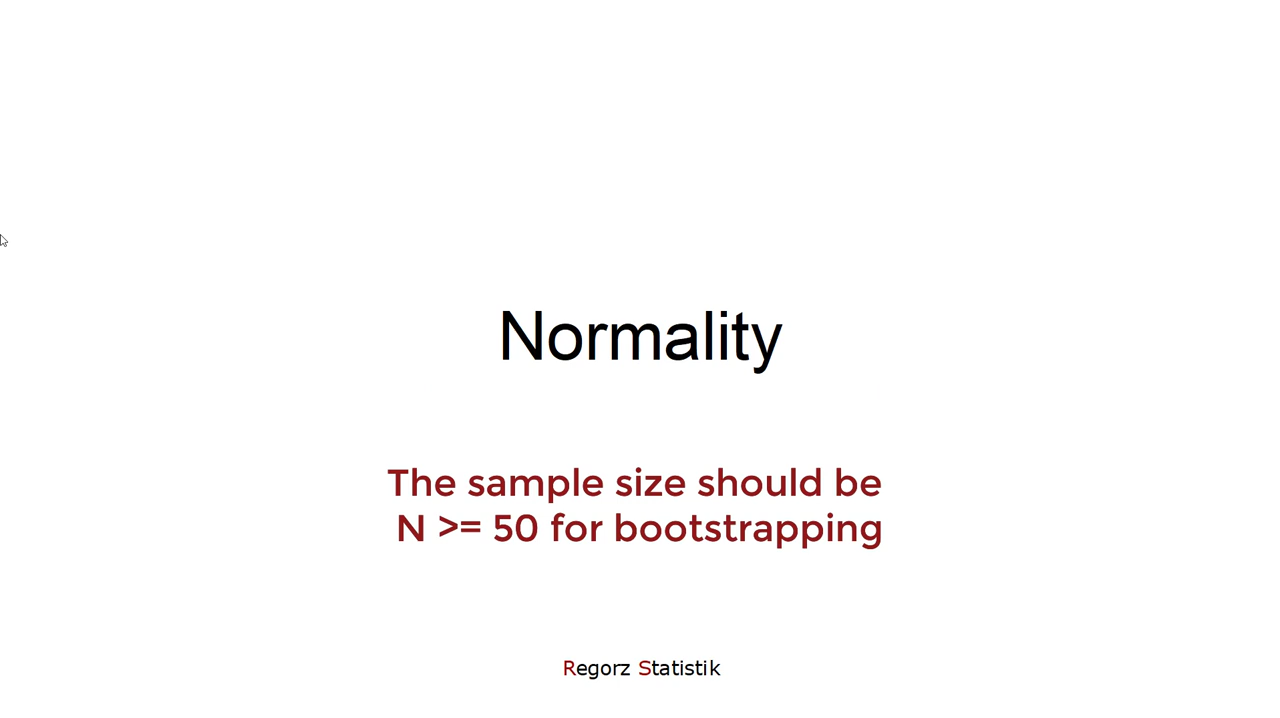 Normality
The sample size should be
N >= 50 for bootstrapping
Regorz Statistik